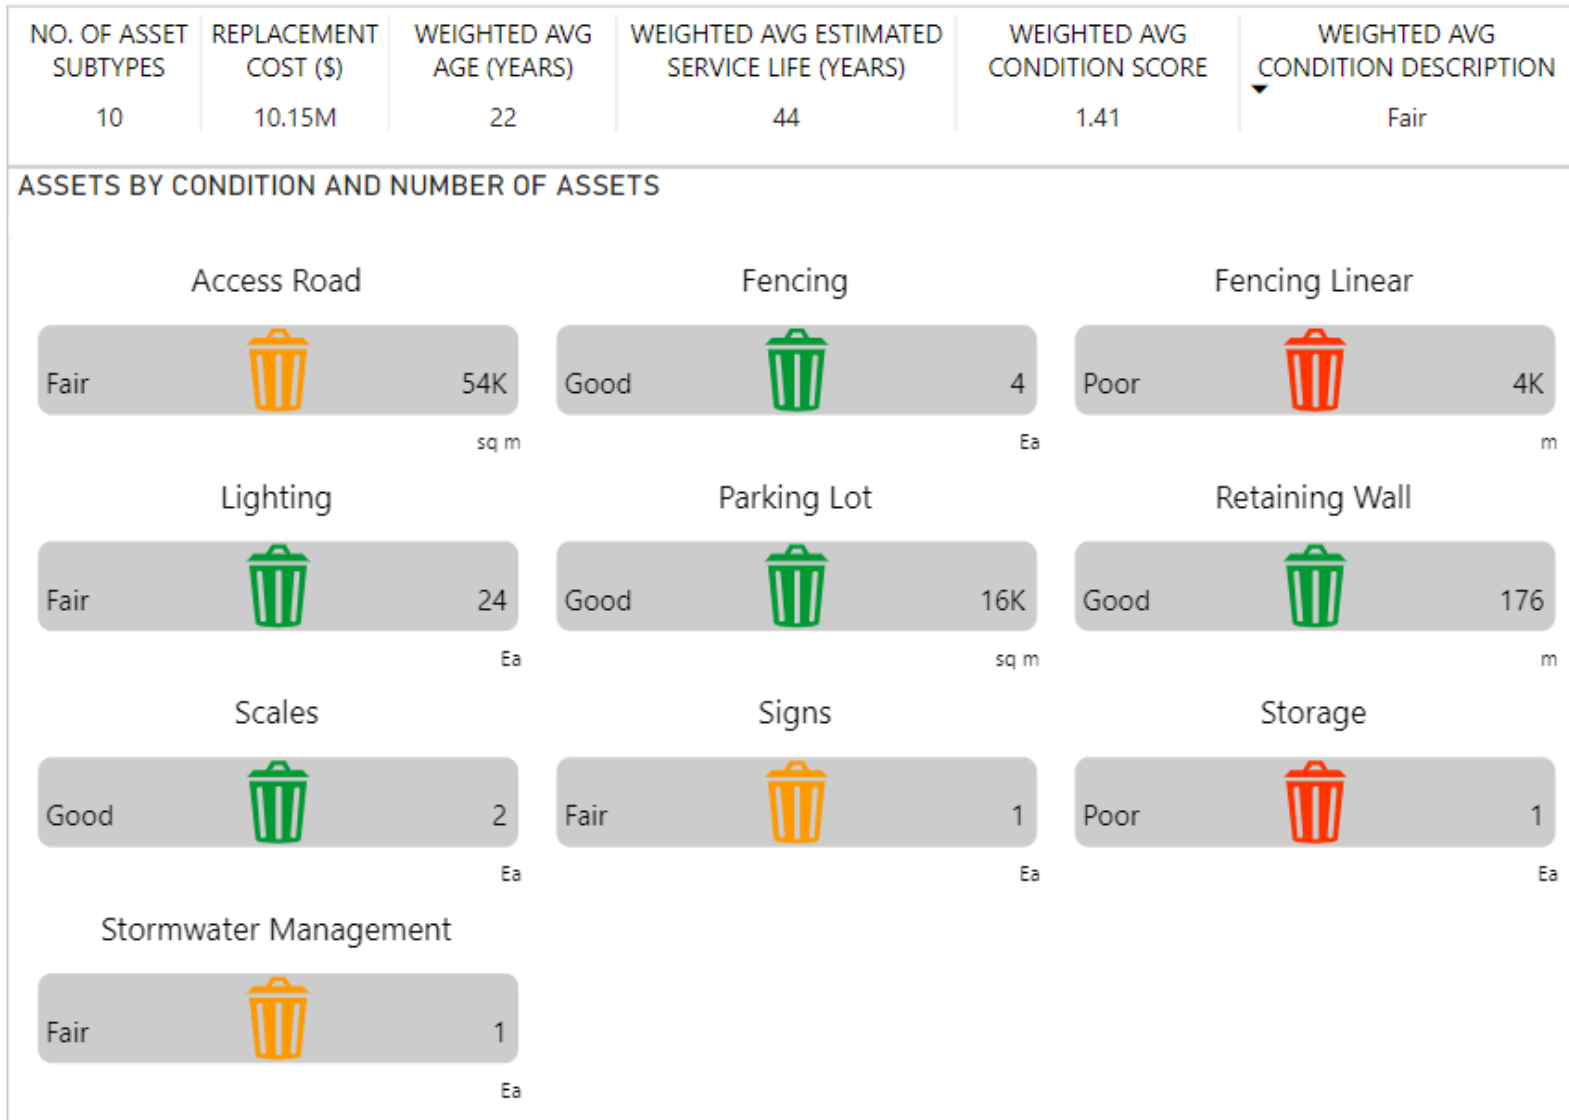 NO. OF ASSET SUBTYPES
10
REPLACEMENT COST ($)
10.15M
WEIGHTED AVG AGE (YEARS)
22
WEIGHTED AVG ESTIMATED SERVICE LIFE (YEARS)
44
WEIGHTED AVG CONDITION SCORE
1.41
WEIGHTED AVG CONDITION DESCRIPTION
Fair
ASSETS BY CONDITION AND NUMBER OF ASSETS
Access Road
Fair 54K
sq m
Fencing
Good 4
Ea
Fencing Linear
Poor 4K
m
Lighting
Fair 24
Ea
Parking Lot
Good 16K
sq m
Retaining Wall
Good 176
m
Scales
Good 2
Ea
Signs
Fair 1
Ea
Storage
Poor 1
Ea
Stormwater Management
Fair 1
Ea